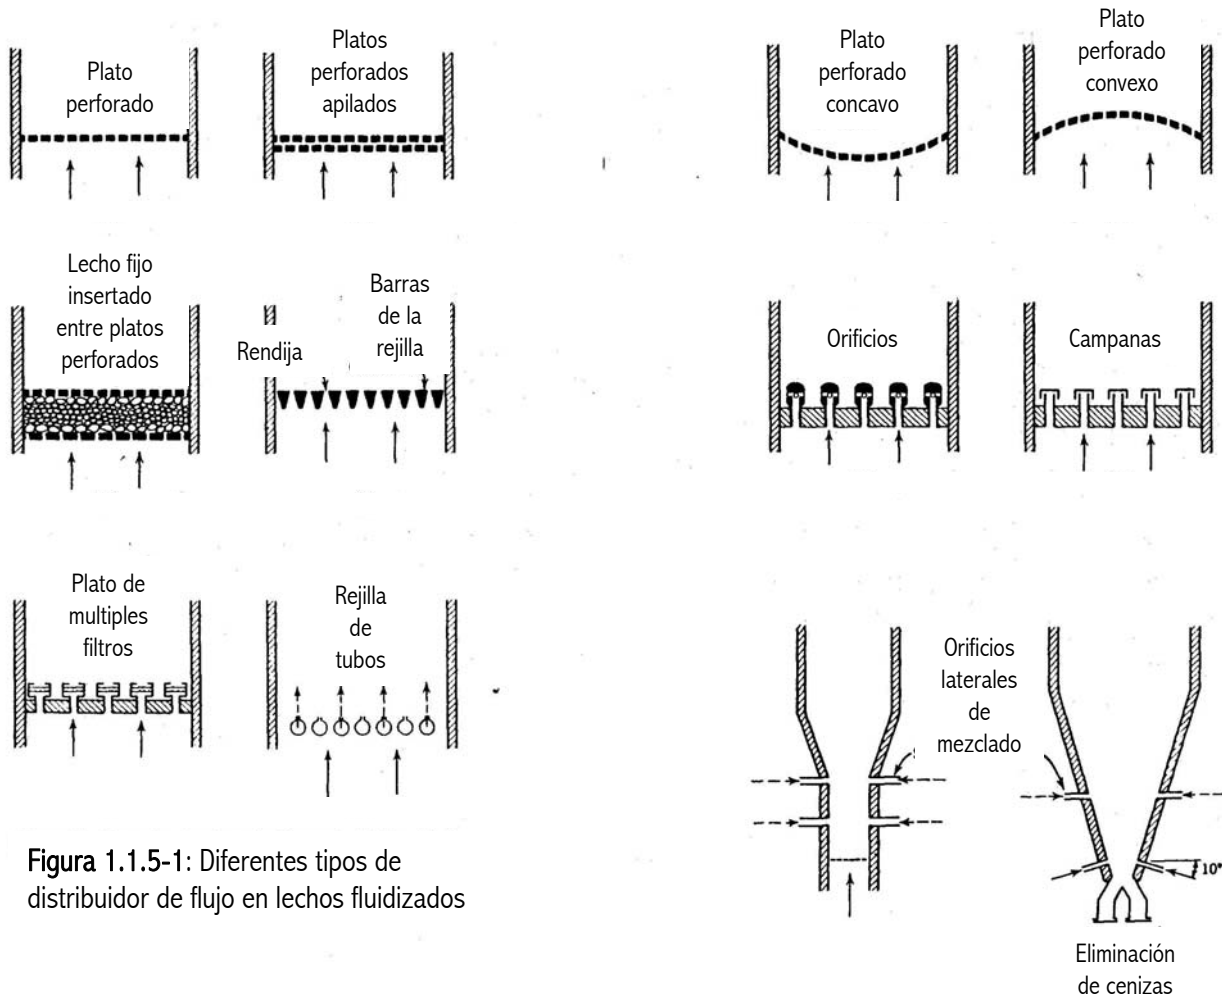 Plato
perforado
Platos
perforados
apilados
Plato
perforado
concavo
Plato
perforado
convexo
Lecho fijo
insertado
entre platos
perforados
Rendija
Barras
de la
rejilla
Orificios
Campanas
Plato de
multiples
filtros
Rejilla
de
tubos
Orificios
laterales
de
mezclado
10°
Eliminación
de cenizas
Figura 1.1.5-1: Diferentes tipos de
distribuidor de flujo en lechos fluidizados